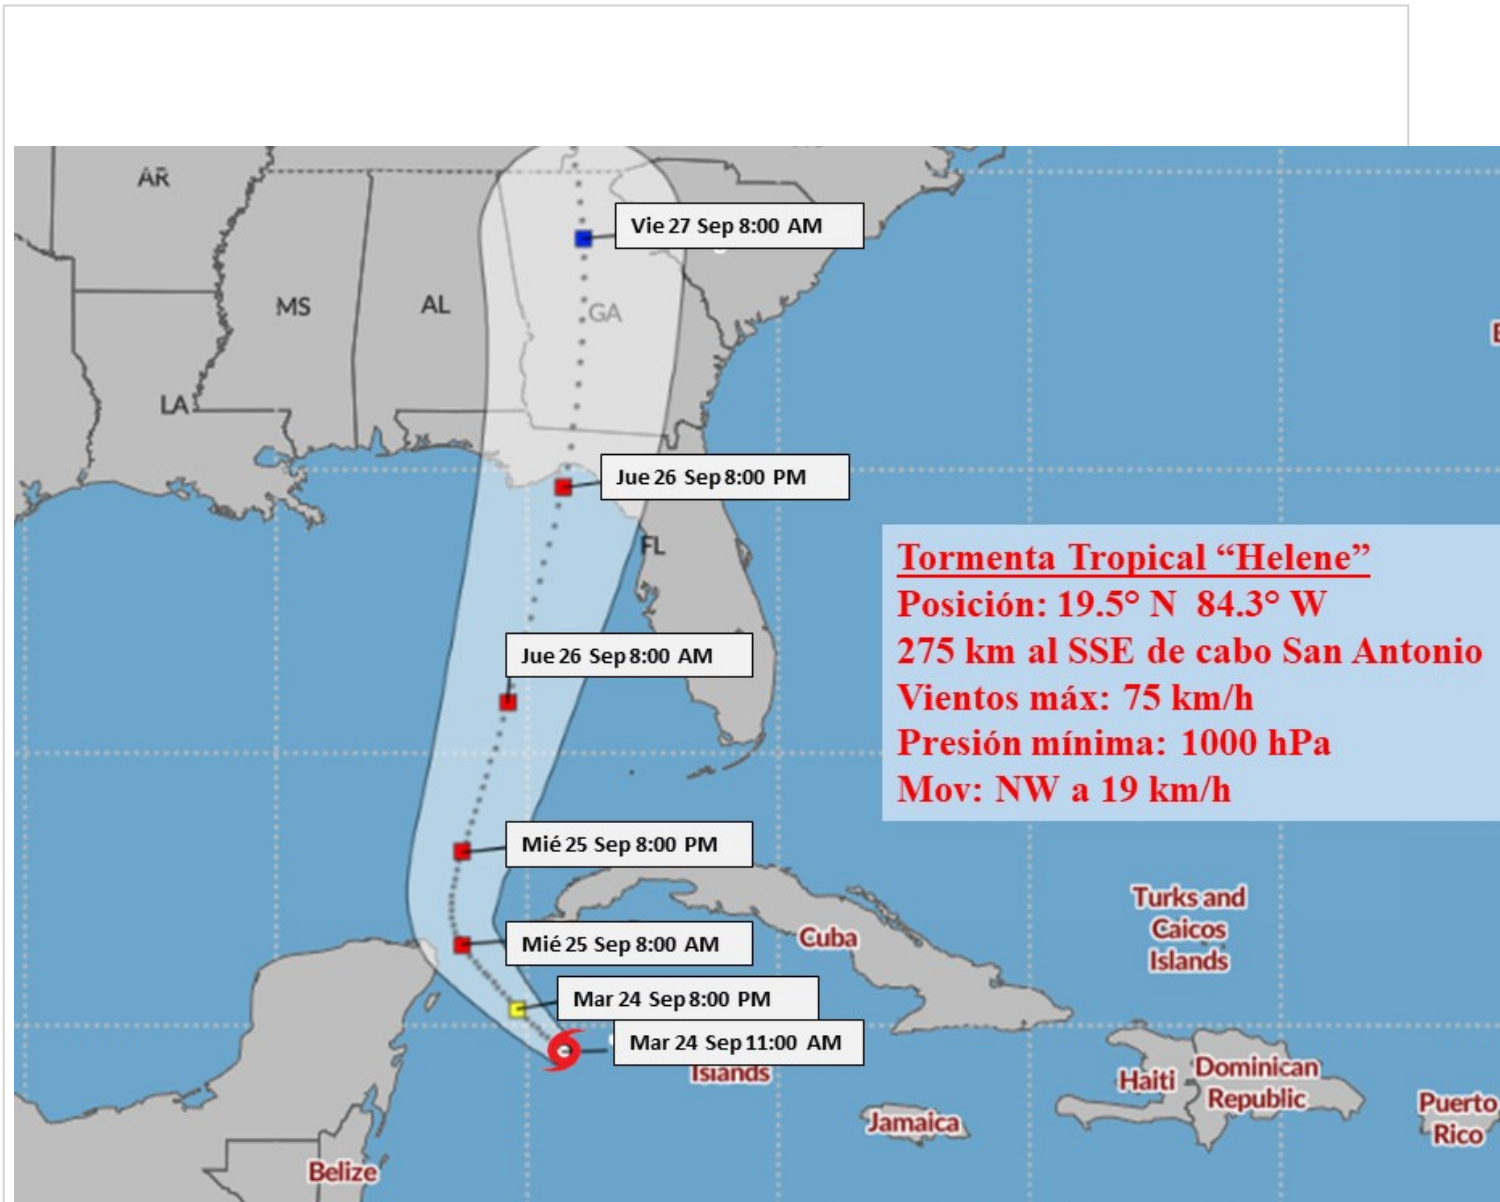 AR
Vie 27 Sep 8:00 AM
MS
AL
GA
LA
Jue 26 Sep 8:00 PM
FL
Tormenta Tropical “Helene”
Posición: 19.5° N 84.3° W
275 km al SSE de cabo San Antonio
Vientos máx: 75 km/h
Presión mínima: 1000 hPa
Mov: NW a 19 km/h
Jue 26 Sep 8:00 AM
Mié 25 Sep 8:00 PM
Turks and
Caicos
Islands
Cuba
Mié 25 Sep 8:00 AM
Mar 24 Sep 8:00 PM
Mar 24 Sep 11:00 AM
Islands
Haiti
Dominican
Republic
Puerto
Rico
Jamaica
Belize